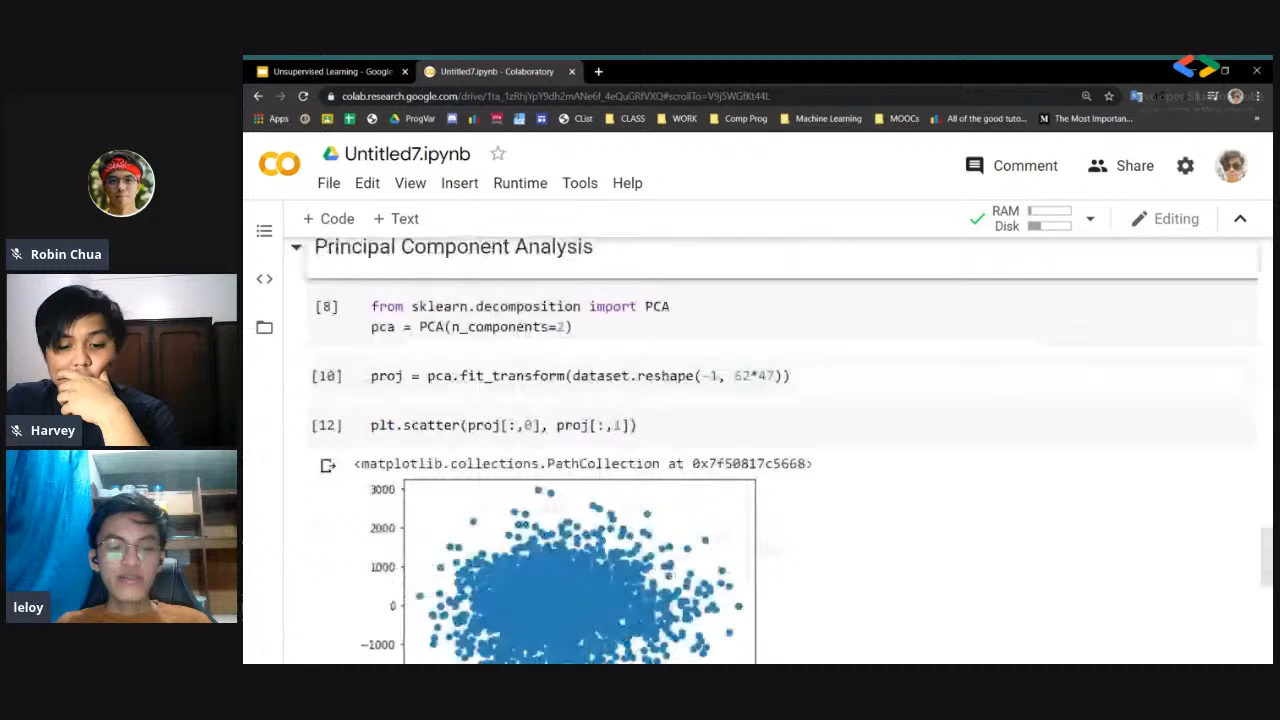 Unsupervised Learning - Google
Untitled7.ipynb - Colaboratory
colab.research.google.com/drive/1ta_1zRhjYpY9dh2mANe6f_4eQuGRfVXQ#scrollTo=V9j5WGfKt44L
Apps
ProgVar
CList
CLASS
WORK
Comp Prog
Machine Learning
MOOCs
All of the good tuto...
The Most Importan...
Untitled7.ipynb
File Edit View Insert Runtime Tools Help
Comment
Share
+ Code + Text
RAM
Disk
Editing
Principal Component Analysis
[8] from sklearn.decomposition import PCA
pca = PCA(n_components=2)
[10] proj = pca.fit_transform(dataset.reshape(-1, 62*47))
[12] plt.scatter(proj[:,0], proj[:,1])
<matplotlib.collections.PathCollection at 0x7f50817c5668>
3000
2000
1000
0
-1000
Robin Chua
Harvey
leloy